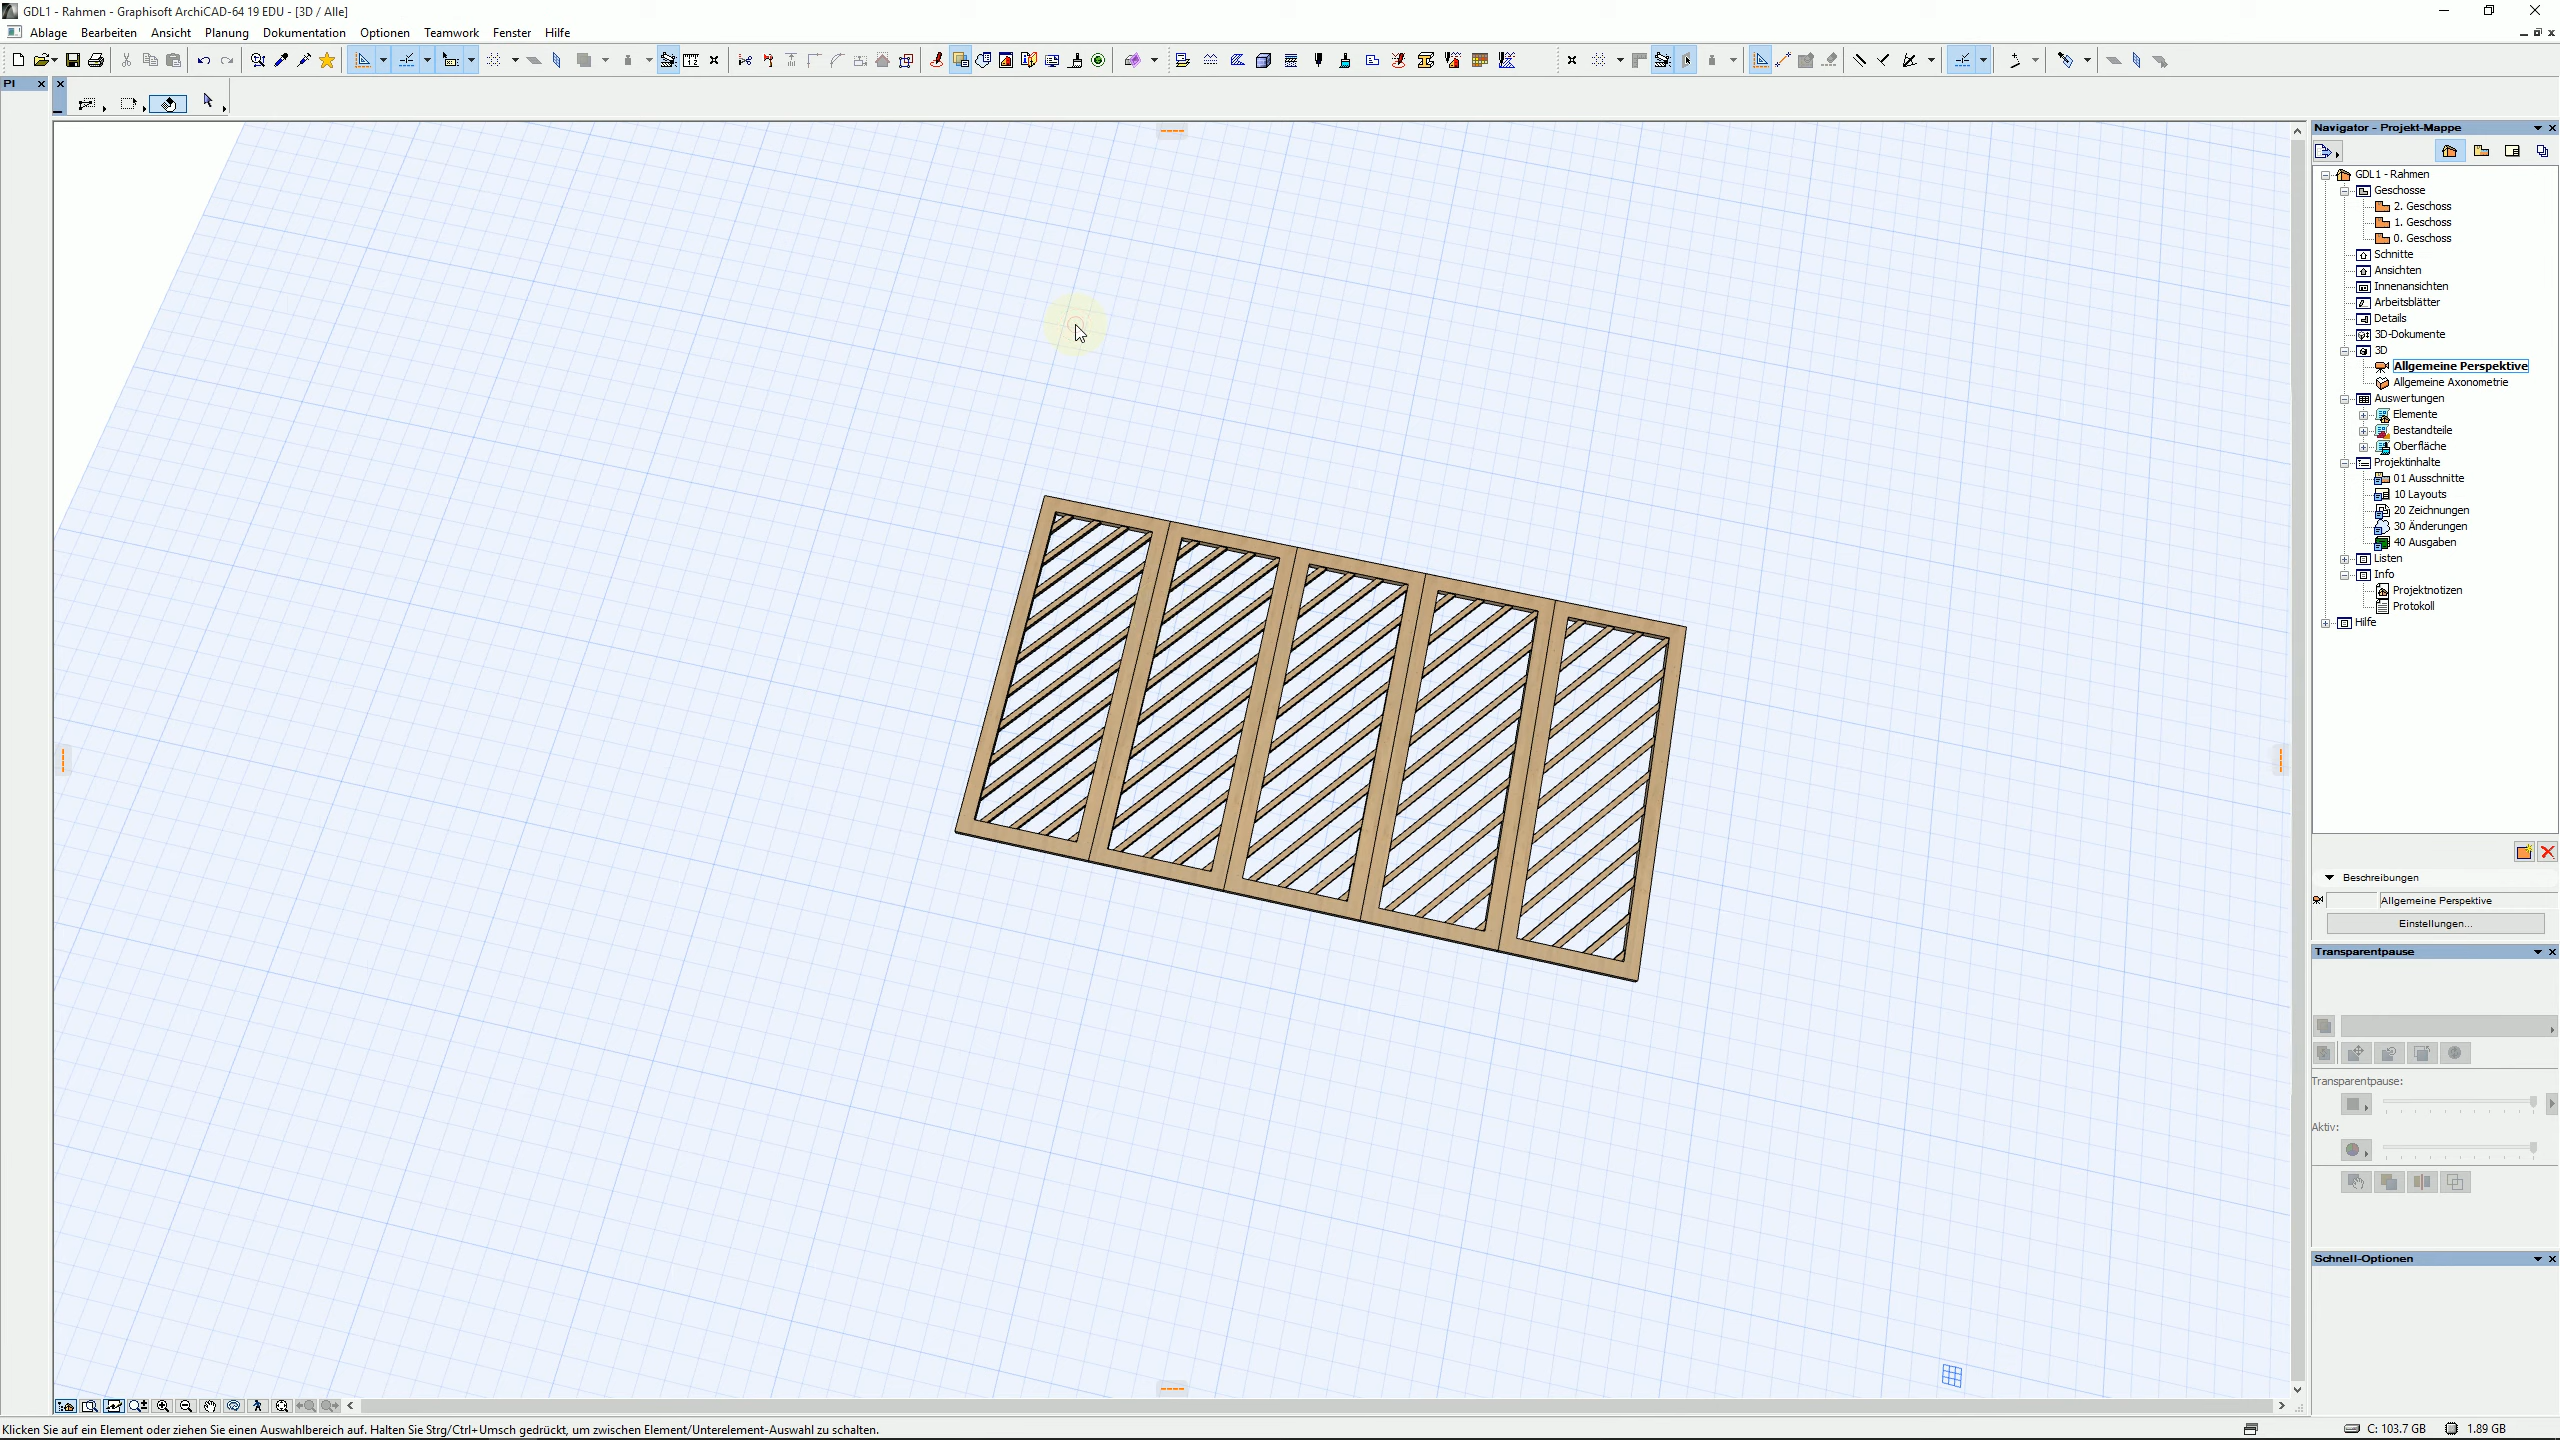 GDL1 - Rahmen - Graphisoft ArchiCAD-64 19 EDU - [3D / Alle]
Ablage Bearbeiten Ansicht Planung Dokumentation Optionen Teamwork Fenster Hilfe
PI
Navigator - Projekt-Mappe
GDL1 - Rahmen
Geschosse
2. Geschoss
1. Geschoss
0. Geschoss
Schnitte
Ansichten
Innenansichten
Arbeitsblätter
Details
3D-Dokumente
3D
Allgemeine Perspektive
Allgemeine Axonometrie
Auswertungen
Elemente
Bestandteile
Oberfläche
Projektinhalte
01 Ausschnitte
10 Layouts
20 Zeichnungen
30 Änderungen
40 Ausgaben
Listen
Info
Projektnotizen
Protokoll
Hilfe
Beschreibungen
Allgemeine Perspektive
Einstellungen...
Transparentpause
Transparentpause:
Aktiv:
Schnell-Optionen
Klicken Sie auf ein Element oder ziehen Sie einen Auswahlbereich auf. Halten Sie Strg/Ctrl+Umsch gedrückt, um zwischen Element/Unterelement-Auswahl zu schalten.
C: 103.7 GB 1.89 GB